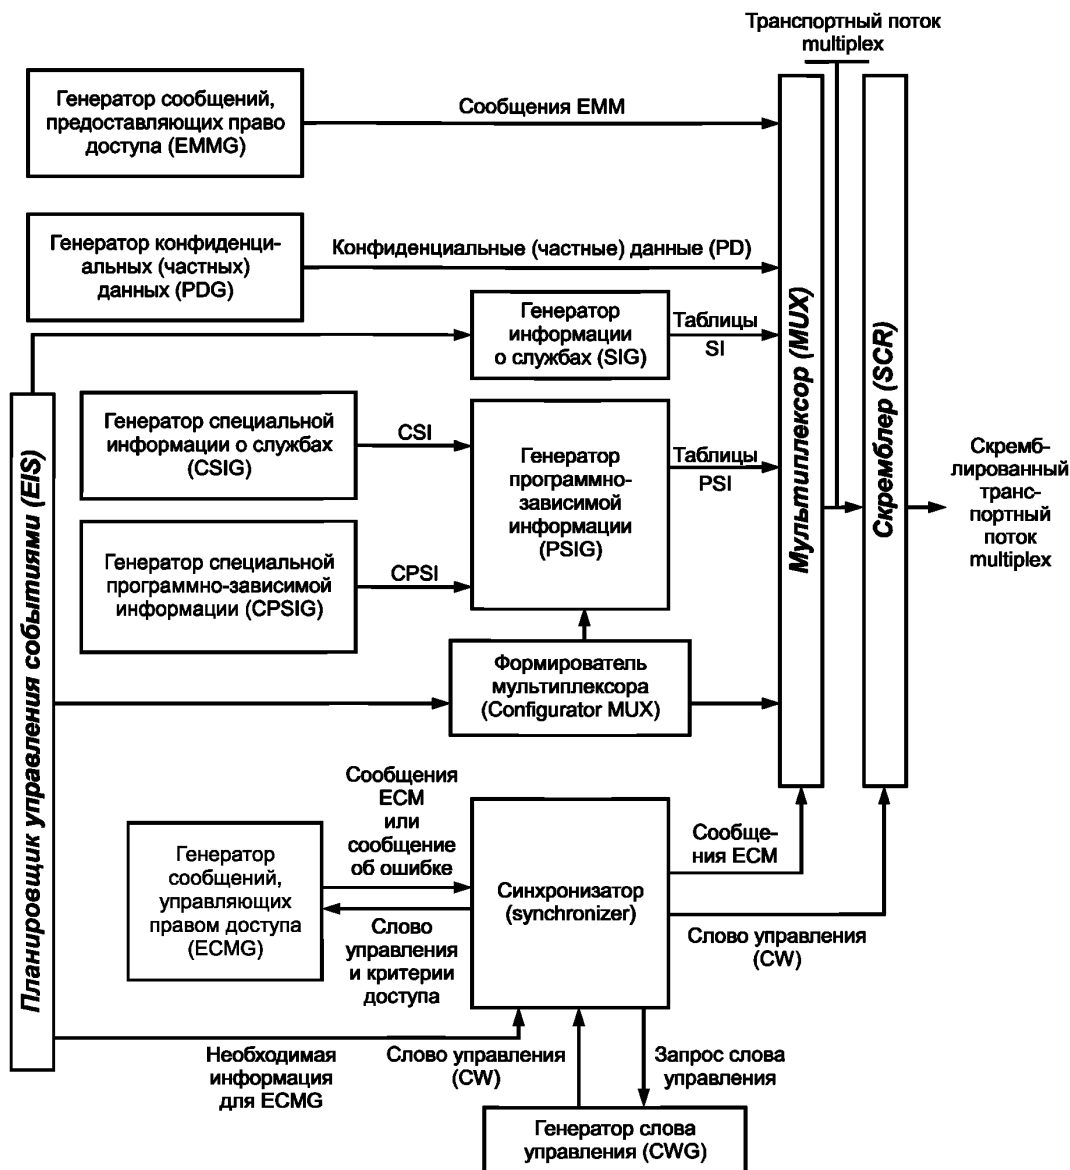 Транспортный поток
multiplex
Генератор сообщений,
предоставляющих право
доступа (EMMG)
Сообщения EMM
Генератор конфиденци-
альных (частных)
данных (PDG)
Конфиденциальные (частные) данные (PD)
Генератор
информации
о службах (SIG)
Таблицы
SI
Мультиплексор (MUX)
Скремблер (SCR)
Планировщик управления событиями (EIS)
Генератор специальной
информации о службах
(CSIG)
CSI
Генератор
программно-
зависимой
информации
(PSIG)
Таблицы
PSI
Скремб-
лированный
транс-
портный
поток
multiplex
Генератор специальной
программно-зависимой
информации (CPSIG)
CPSI
Формирователь
мультиплексора
(Configurator MUX)
Сообщения
ECM
или
сообщение
об ошибке
Генератор
сообщений,
управляющих
правом доступа
(ECMG)
Синхронизатор
(synchronizer)
Сообще-
ния ECM
Слово
управления
и критерии
доступа
Слово управления
(CW)
Необходимая
информация
для ECMG
Слово управления
(CW)
Запрос слова
управления
Генератор слова
управления (CWG)